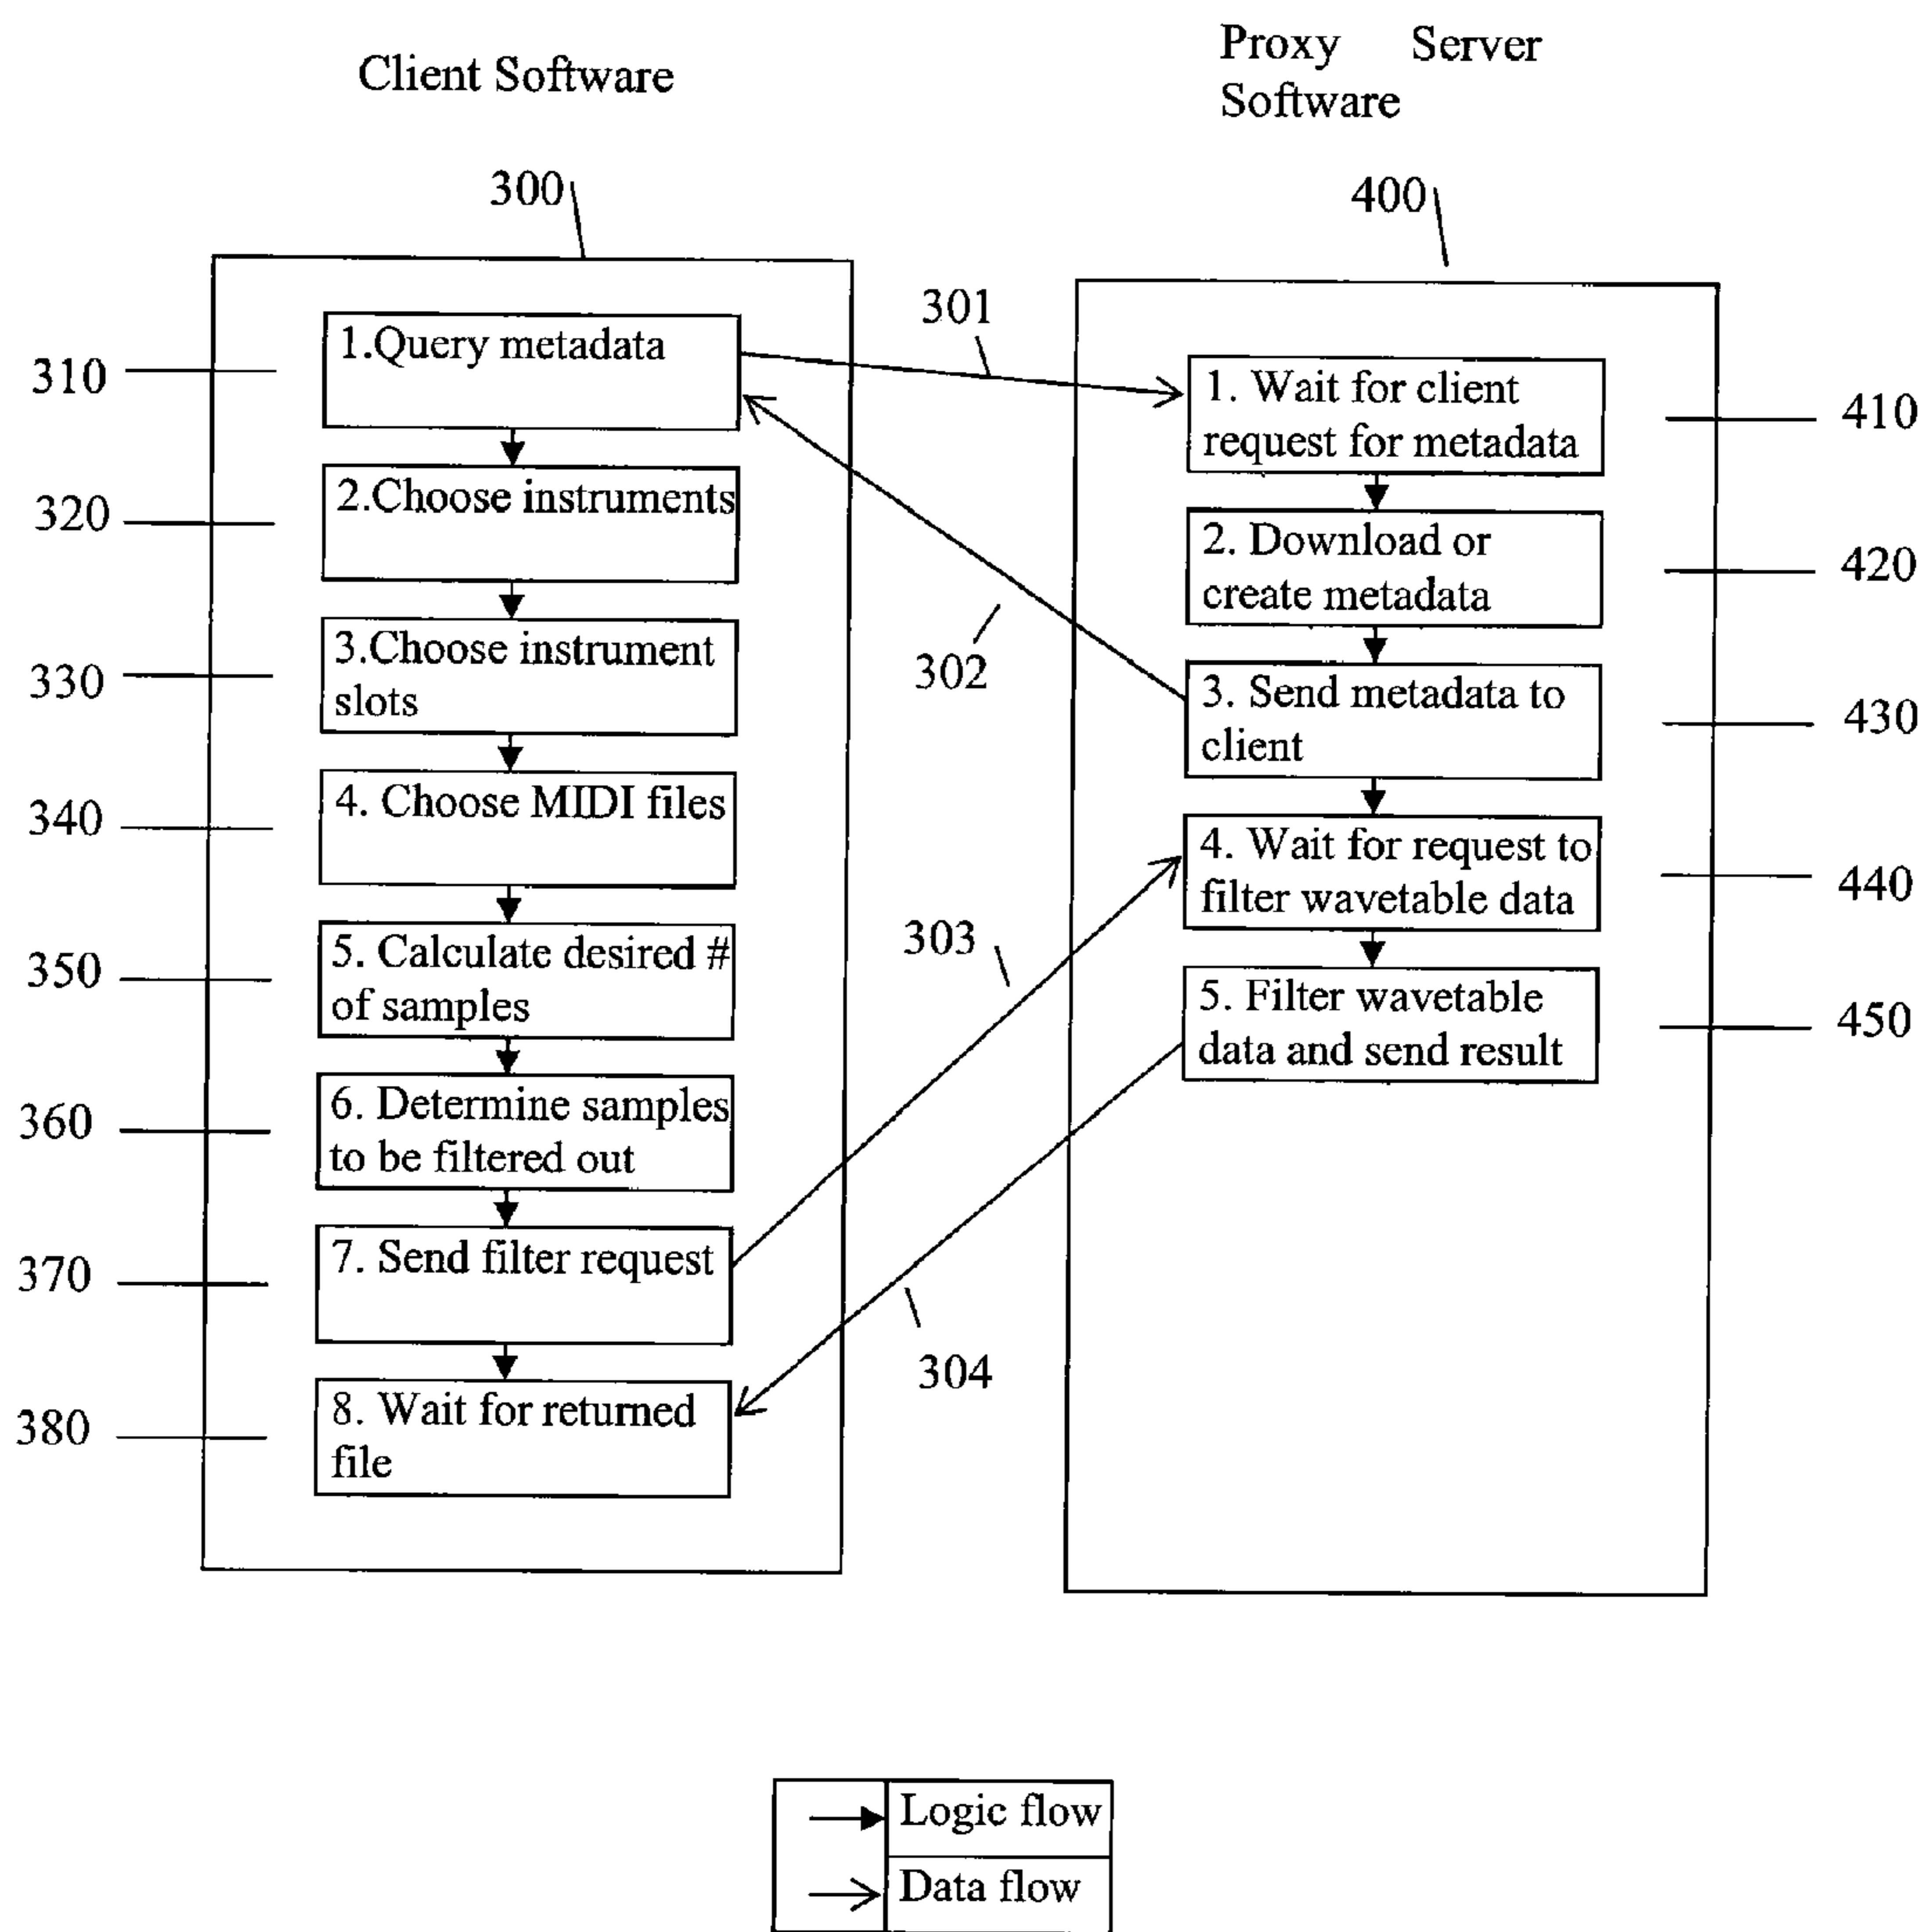 Client Software
Proxy Server
Software
300
400
301
302
303
304
310
1.Query metadata
320
2.Choose instruments
330
3.Choose instrument
slots
340
4. Choose MIDI files
350
5. Calculate desired #
of samples
360
6. Determine samples
to be filtered out
370
7. Send filter request
380
8. Wait for returned
file
1. Wait for client
request for metadata
410
2. Download or
create metadata
420
3. Send metadata to
client
430
4. Wait for request to
filter wavetable data
440
5. Filter wavetable
data and send result
450
Logic flow
Data flow